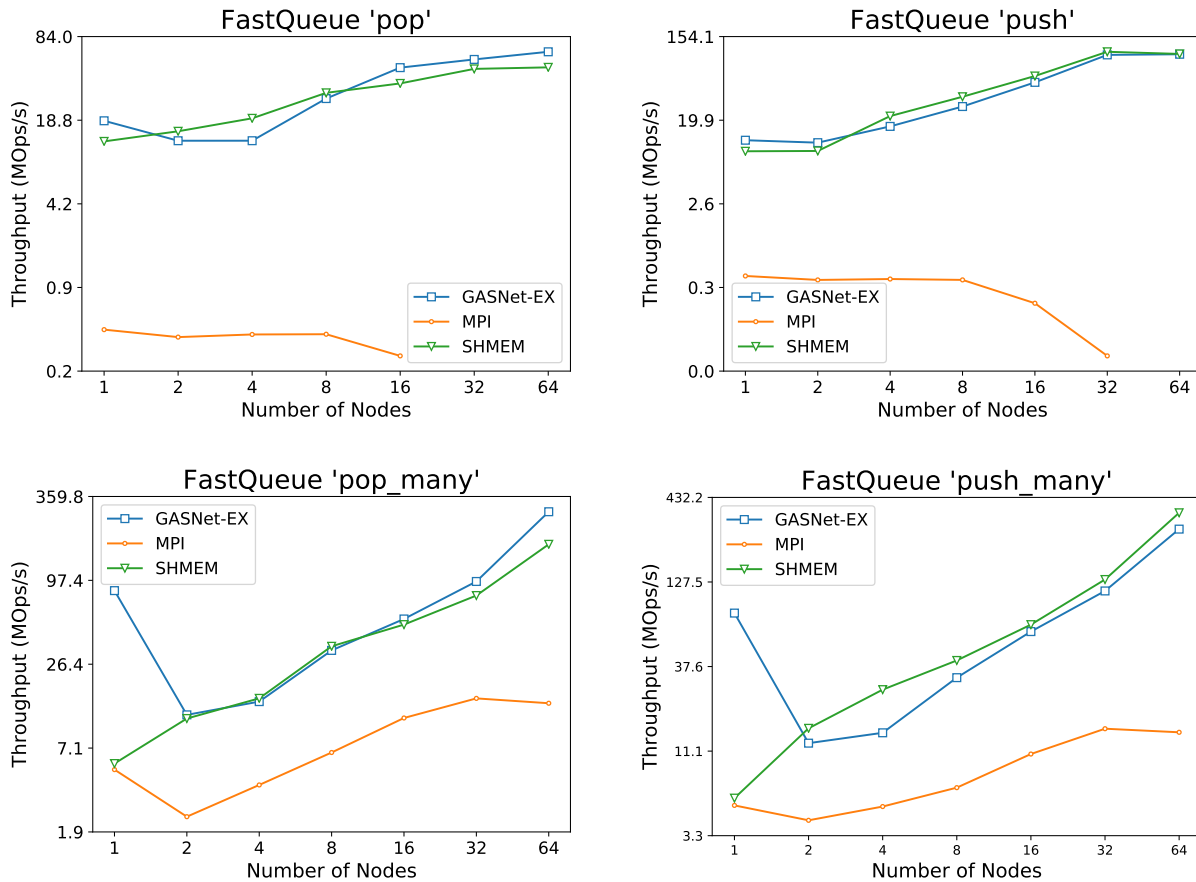 FastQueue 'pop'
84.0
18.8
4.2
0.9
0.2
Throughput (MOps/s)
GASNet-EX
MPI
SHMEM
1 2 4 8 16 32 64
Number of Nodes
FastQueue 'push'
154.1
19.9
2.6
0.3
0.0
Throughput (MOps/s)
GASNet-EX
MPI
SHMEM
1 2 4 8 16 32 64
Number of Nodes
FastQueue 'pop_many'
359.8
97.4
26.4
7.1
1.9
Throughput (MOps/s)
GASNet-EX
MPI
SHMEM
1 2 4 8 16 32 64
Number of Nodes
FastQueue 'push_many'
432.2
127.5
37.6
11.1
3.3
Throughput (MOps/s)
GASNet-EX
MPI
SHMEM
1 2 4 8 16 32 64
Number of Nodes